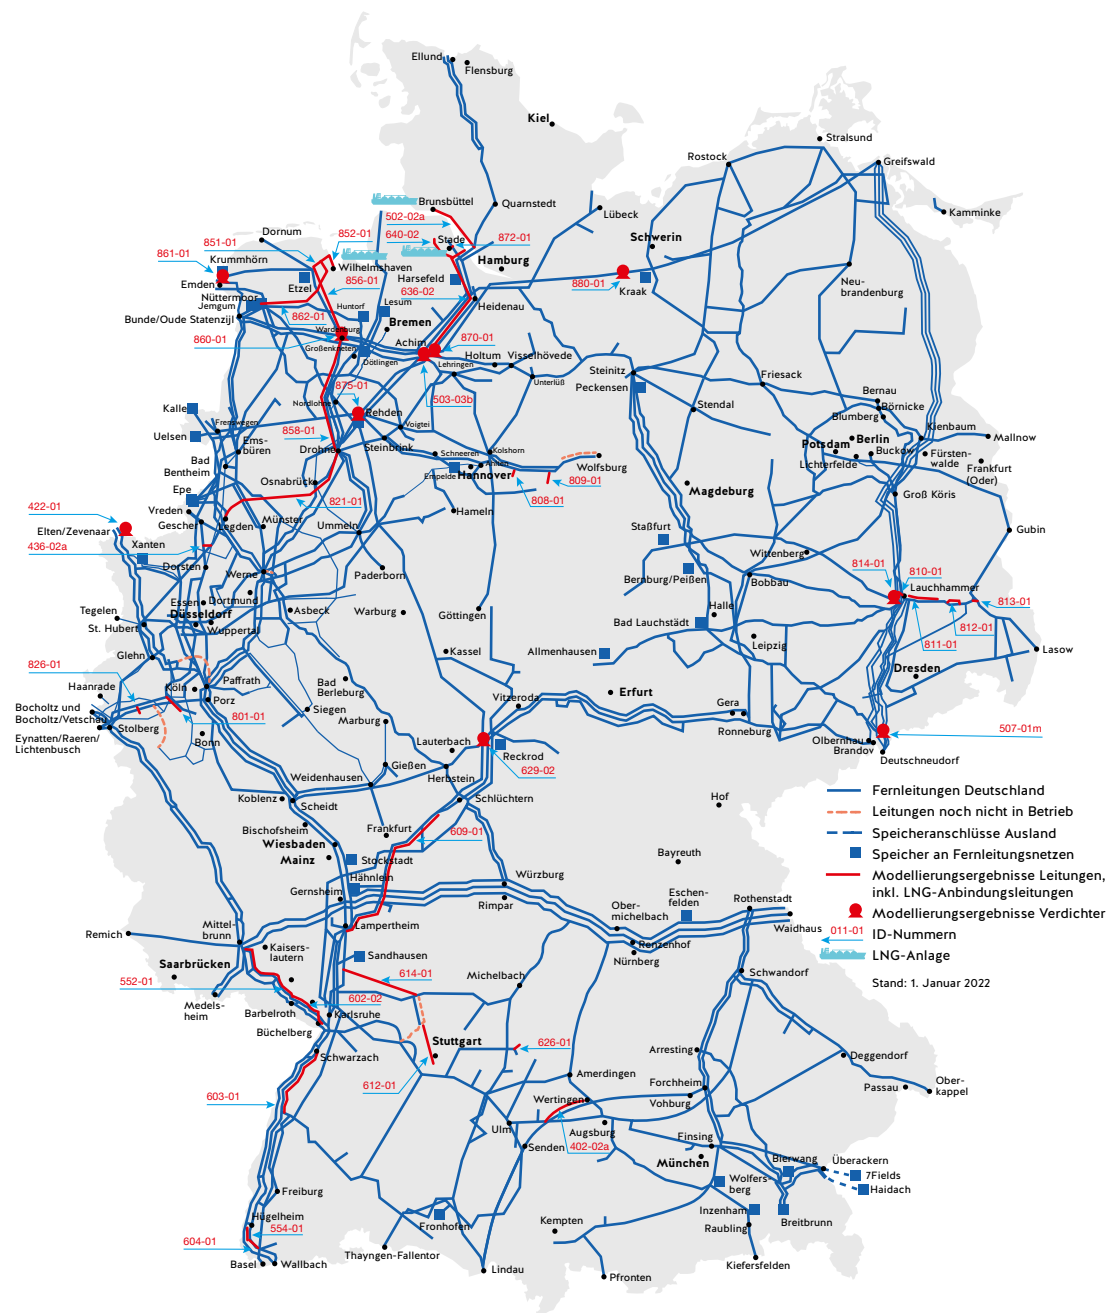 Ellund
Flensburg
Kiel
Stralsund
Rostock
Greifswald
Brunsbüttel
Quarnstedt
Lübeck
Kamminke
502-02a
Dornum
852-01
640-02
Stade
872-01
Schwerin
851-01
861-01
Krummhörn
Wilhelmshaven
Hamburg
Emden
Etzel
856-01
Harsefeld
636-02
880-01
Kraak
Neu-
brandenburg
Nüttermoor
Jemgum
Huntorf
Lesum
Heidenau
Bunde/Oude Statenzijl
862-01
Wardenburg
Bremen
860-01
Großenkneten
Achim
870-01
Dötlingen
Lehringen
Holtum
Visselhövede
Unterlüß
Steinitz
Peckensen
Friesack
875-01
503-03b
Bernau
Börnicke
Blumberg
Kalle
Nordlohne
Rehden
Stendal
Frenswegen
Voigtei
Kienbaum
Mallnow
Uelsen
858-01
Ems-
büren
Drohne
Steinbrink
Schneeren
Kolshorn
Potsdam
Berlin
Buckow
Lichterfelde
Fürsten-
walde
Frankfurt
(Oder)
Bad
Bentheim
Empelde
Hannover
Ahlten
Wolfsburg
Epe
Osnabrück
821-01
808-01
809-01
Magdeburg
Groß Köris
422-01
Vreden
Gescher
Legden
Münster
Ummeln
Hameln
Staßfurt
Gubin
Elten/Zevenaar
436-02a
Xanten
Dorsten
Werne
Paderborn
Wittenberg
Bobbau
814-01
810-01
Lauchhammer
Bernburg/Peißen
813-01
Essen
Dortmund
Asbeck
Warburg
Göttingen
Halle
Tegelen
Düsseldorf
St. Hubert
Wuppertal
Bad Lauchstädt
812-01
811-01
Glehn
Kassel
Allmenhausen
Leipzig
Lasow
826-01
Haanrade
Köln
Paffrath
Bad
Berleburg
Erfurt
Dresden
Bocholtz und
Bocholtz/Vetschau
Porz
Siegen
Vitzeroda
Gera
801-01
Stolberg
Marburg
Ronneburg
507-01m
Eynatten/Raeren/
Lichtenbusch
Bonn
Lauterbach
Reckrod
Olbernhau
Brandov
Deutschneudorf
629-02
Gießen
Herbstein
Weidenhausen
Koblenz
Scheidt
Schlüchtern
Hof
Bischofsheim
Frankfurt
609-01
Wiesbaden
Mainz
Stockstadt
Bayreuth
Hähnlein
Gernsheim
Würzburg
Rimpar
Eschen-
felden
Rothenstadt
Ober-
michelbach
Waidhaus
Remich
Mittel-
brunn
Lampertheim
Renzenhof
Nürnberg
Kaisers-
lautern
Sandhausen
Saarbrücken
614-01
Michelbach
Schwandorf
552-01
602-02
Medels-
heim
Barbelroth
Karlsruhe
Büchelberg
Stuttgart
626-01
Arresting
Schwarzach
Deggendorf
612-01
Amerdingen
Forchheim
Passau
Ober-
kappel
603-01
Wertingen
Vohburg
Ulm
Augsburg
Finsing
Senden
402-02a
München
Bierwang
Überackern
7Fields
Haidach
Freiburg
Wolfers-
berg
Hügelheim
Fronhofen
Inzenham
Breitbrunn
554-01
Kempten
Raubling
604-01
Basel
Wallbach
Thayngen-Fallentor
Lindau
Pfronten
Kiefersfelden
Fernleitungen Deutschland
Leitungen noch nicht in Betrieb
Speicheranschlüsse Ausland
Speicher an Fernleitungsnetzen
Modellierungsergebnisse Leitungen,
inkl. LNG-Anbindungsleitungen
Modellierungsergebnisse Verdichter
011-01
ID-Nummern
LNG-Anlage
Stand: 1. Januar 2022